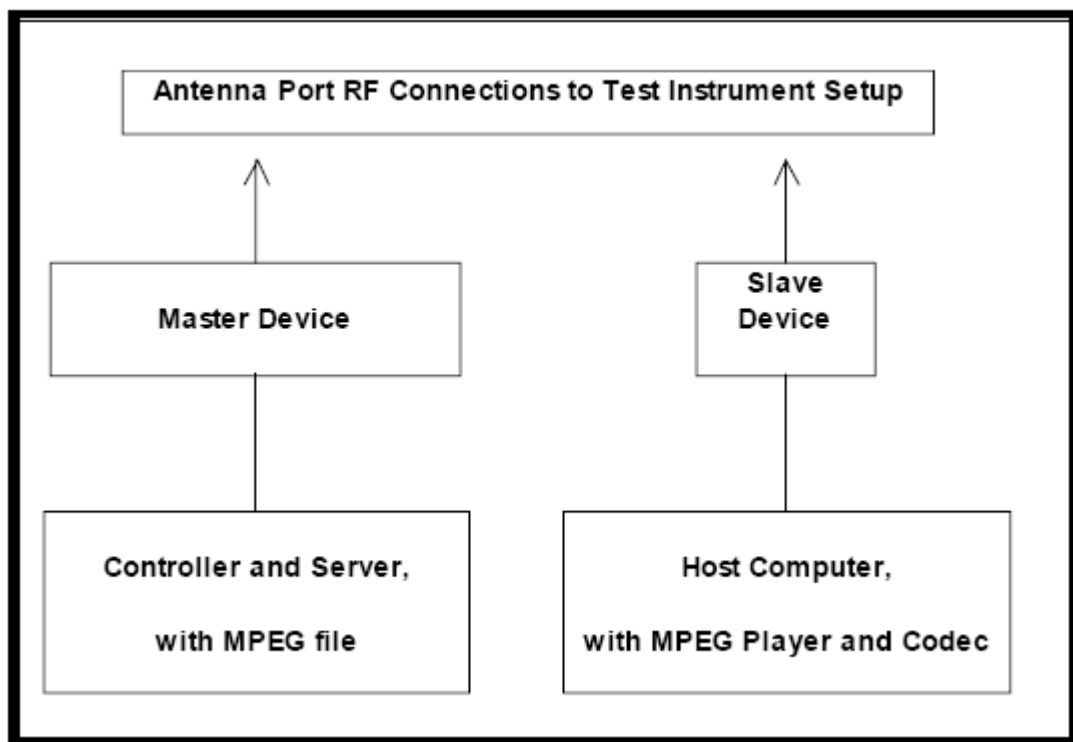 Antenna Port RF Connections to Test Instrument Setup
Master Device
Slave
Device
Controller and Server,
with MPEG file
Host Computer,
with MPEG Player and Codec